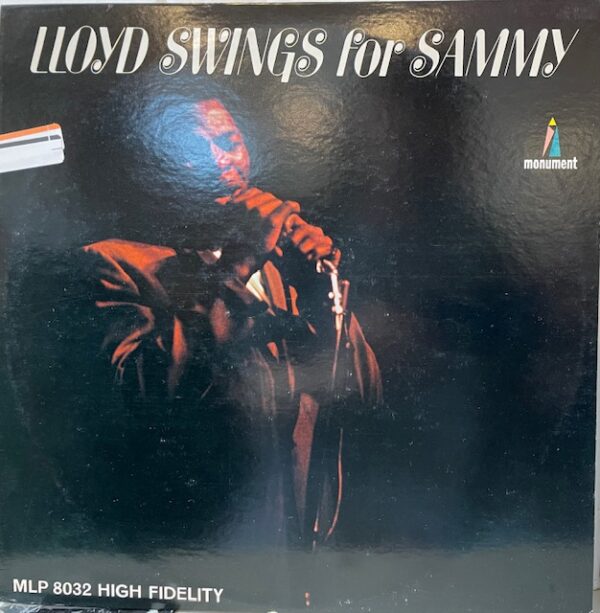 LLOYD SWINGS for SAMMY
monument
MLP 8032 HIGH FIDELITY